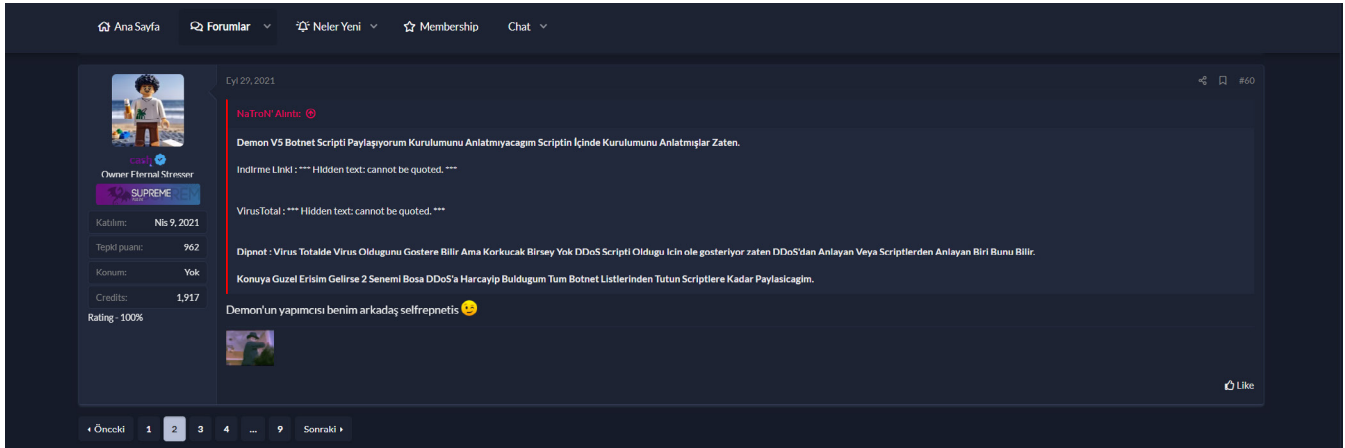 Ana Sayfa Forumlar Neler Yeni Membership Chat
Eyl 29, 2021 #60
cash
Owner Eternal Stresser
SUPREME
Katılım: Nis 9, 2021
Tepki puanı: 962
Konum: Yok
Credits: 1,917
Rating - 100%
NaTroN' Alıntı:
Demon V5 Botnet Scripti Paylaşıyorum Kurulumunu Anlatmıyacagım Scriptin İçinde Kurulumunu Anlatmışlar Zaten.
Indirme Linki : *** Hidden text: cannot be quoted. ***
VirusTotal : *** Hidden text: cannot be quoted. ***
Dipnot : Virus Totalde Virus Oldugunu Gostere Bilir Ama Korkucak Birsey Yok DDoS Scripti Oldugu Icin ole gosteriyor zaten DDoS'dan Anlayan Veya Scriptlerden Anlayan Biri Bunu Bilir.
Konuya Guzel Erisim Gelirse 2 Senemi Bosa DDoS'a Harcayip Buldugum Tum Botnet Listlerinden Tutun Scriptlere Kadar Paylasicagim.
Demon'un yapımcısı benim arkadaş selfrepnetis
Like
Önceki 1 2 3 4 ... 9 Sonraki